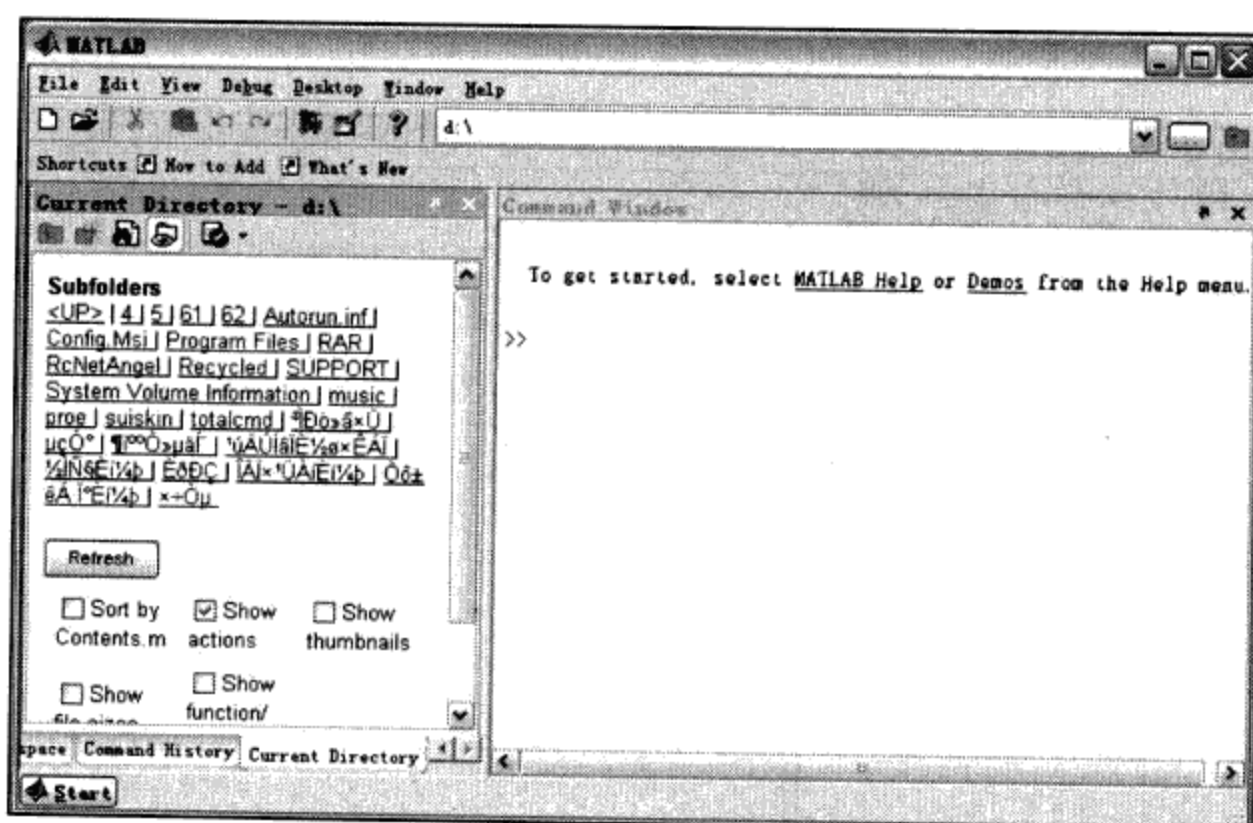 MATLAB
File Edit View Debug Desktop Window Help
d:\
Shortcuts How to Add What's New
Current Directory - d:\
Command Window
To get started, select MATLAB Help or Demos from the Help menu.
>>
Subfolders
<UP> | 4 | 5 | 61 | 62 | Autorun.inf |
Config.Msi | Program Files | RAR |
RcNetAngel | Recycled | SUPPORT |
System Volume Information | music |
proe | suiskin | totalcmd |
Refresh
Sort by Show Show
Contents.m actions thumbnails
Show Show
function/
Command History Current Directory
Start